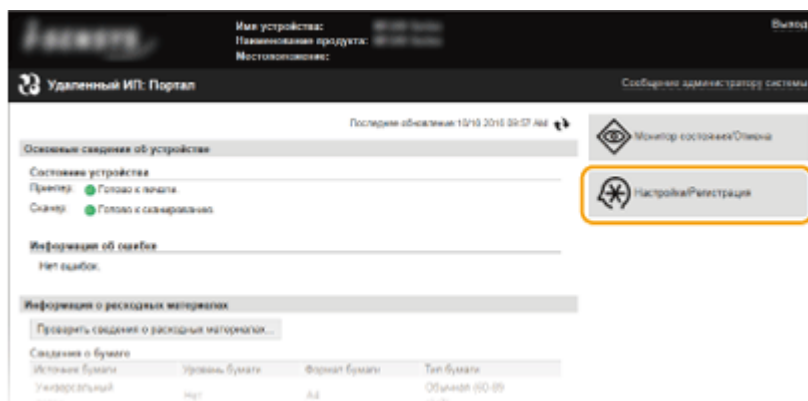 Имя устройства:
Выход
Наименование продукта:
Местоположение:
Удаленный ИП: Портал
Сообщение администратору системы
Последнее обновление: 10/10 2016 09:57 AM
Основные сведения об устройстве
Монитор состояния/Отмена
Состояние устройства
Принтер: Готово к печати.
Сканер: Готово к сканированию.
Настройки/Регистрация
Информация об ошибке
Нет ошибок.
Информация о расходных материалах
Проверить сведения о расходных материалах...
Сведения о бумаге
Источник бумаги Уровень бумаги Формат бумаги Тип бумаги
Универсальный Нет A4 Обычная (60-89